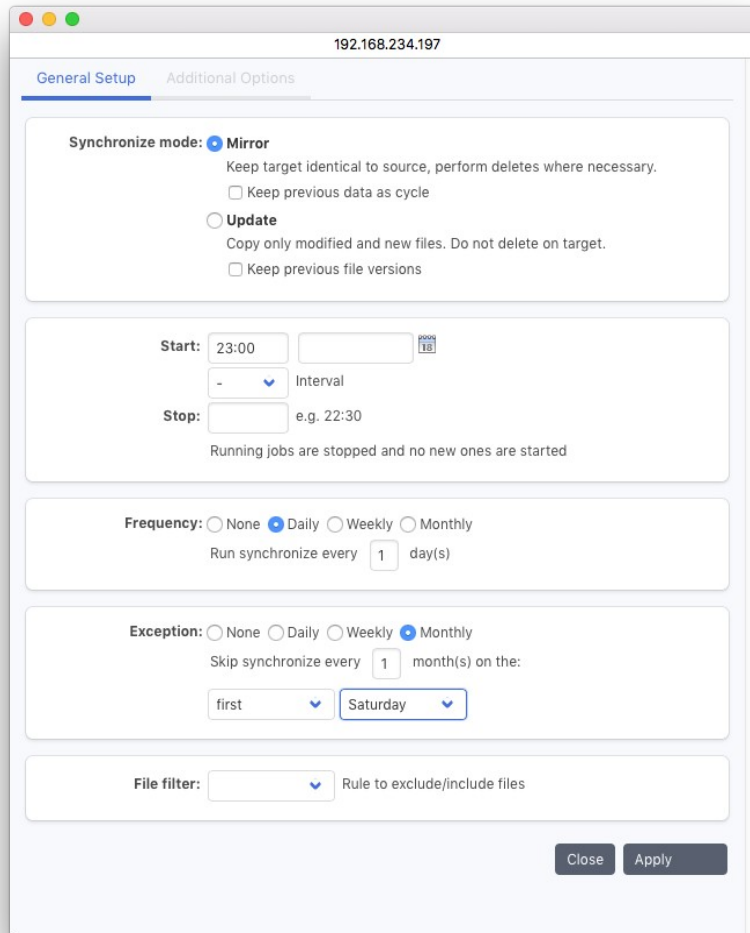 192.168.234.197
General Setup Additional Options
Synchronize mode: Mirror
Keep target identical to source, perform deletes where necessary.
Keep previous data as cycle
Update
Copy only modified and new files. Do not delete on target.
Keep previous file versions
Start: 23:00 18
- Interval
Stop: e.g. 22:30
Running jobs are stopped and no new ones are started
Frequency: None Daily Weekly Monthly
Run synchronize every 1 day(s)
Exception: None Daily Weekly Monthly
Skip synchronize every 1 month(s) on the:
first Saturday
File filter: Rule to exclude/include files
Close Apply